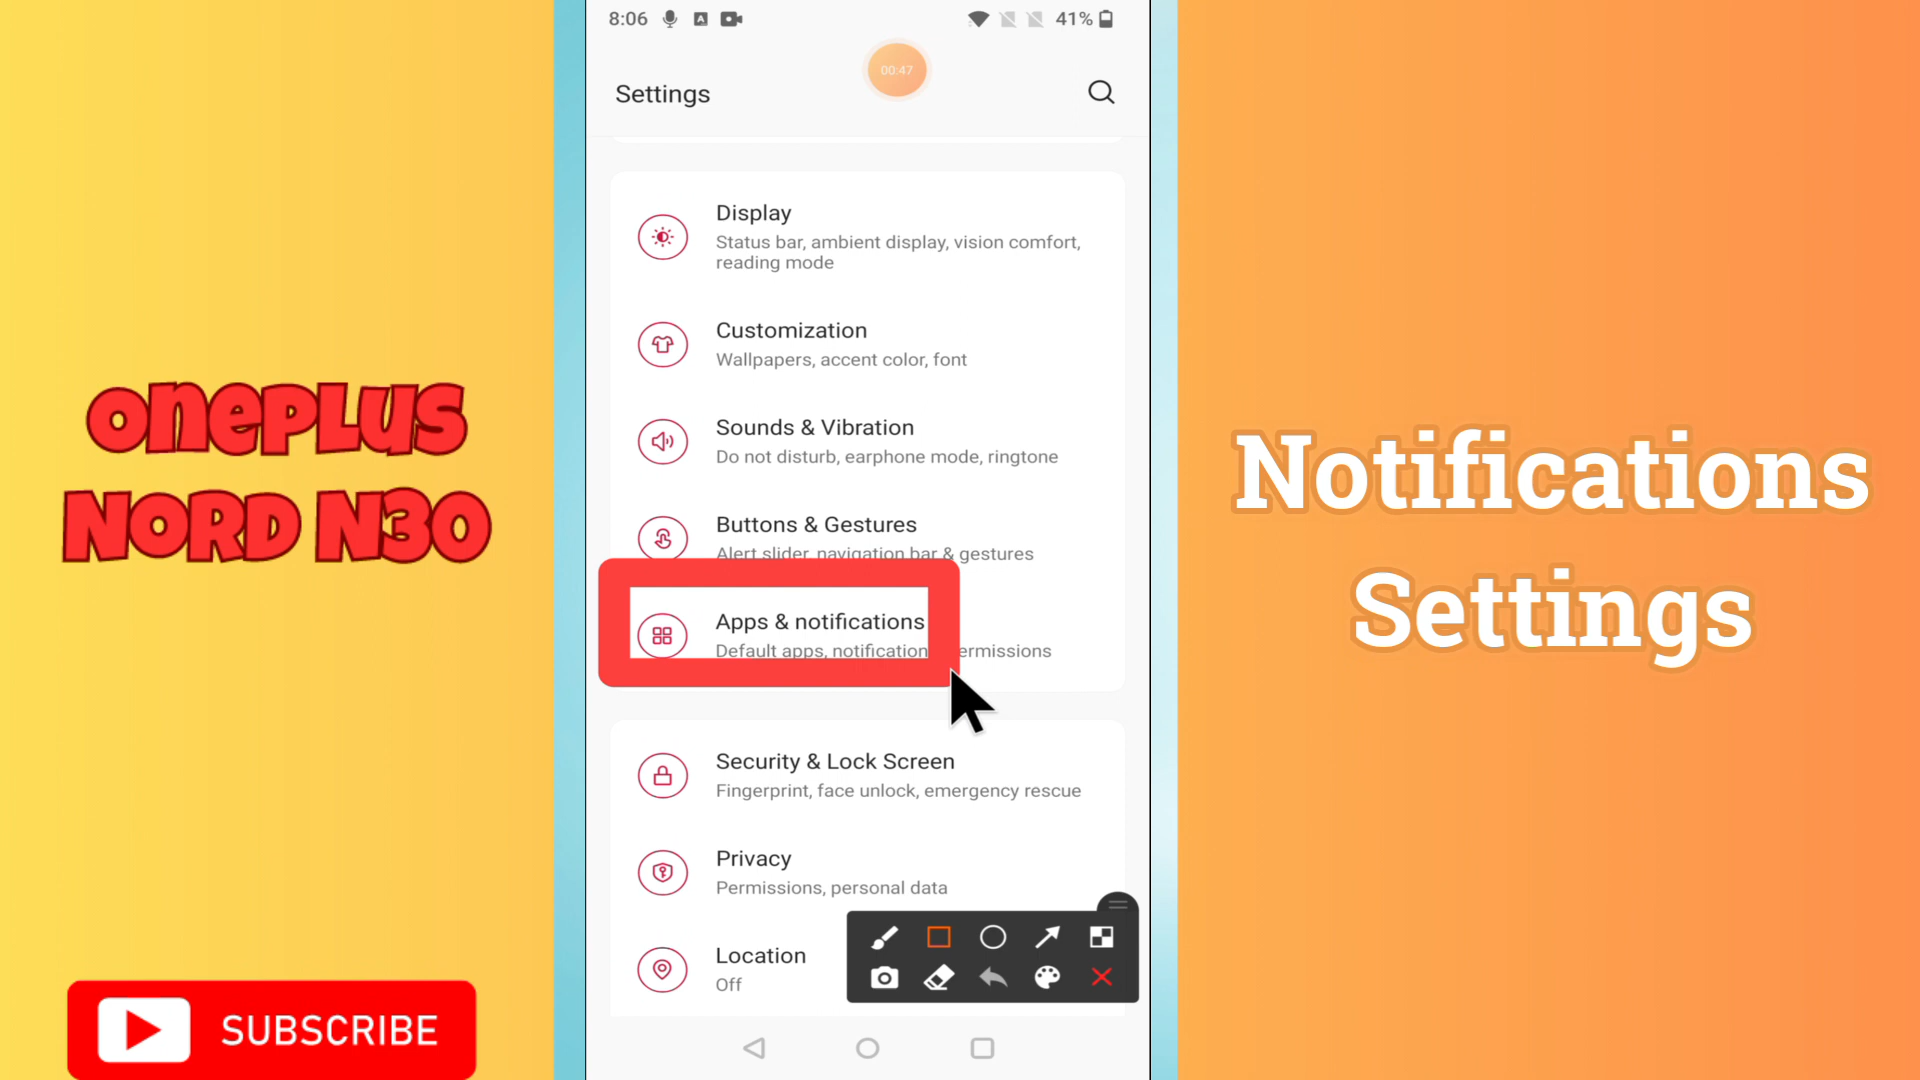 OnePlus
Nord N30
SUBSCRIBE
8:06
41%
00:47
Settings
Display
Status bar, ambient display, vision comfort,
reading mode
Customization
Wallpapers, accent color, font
Sounds & Vibration
Do not disturb, earphone mode, ringtone
Buttons & Gestures
Alert slider, navigation bar & gestures
Apps & notifications
Default apps, notification ermissions
Security & Lock Screen
Fingerprint, face unlock, emergency rescue
Privacy
Permissions, personal data
Location
Off
Notifications
Settings